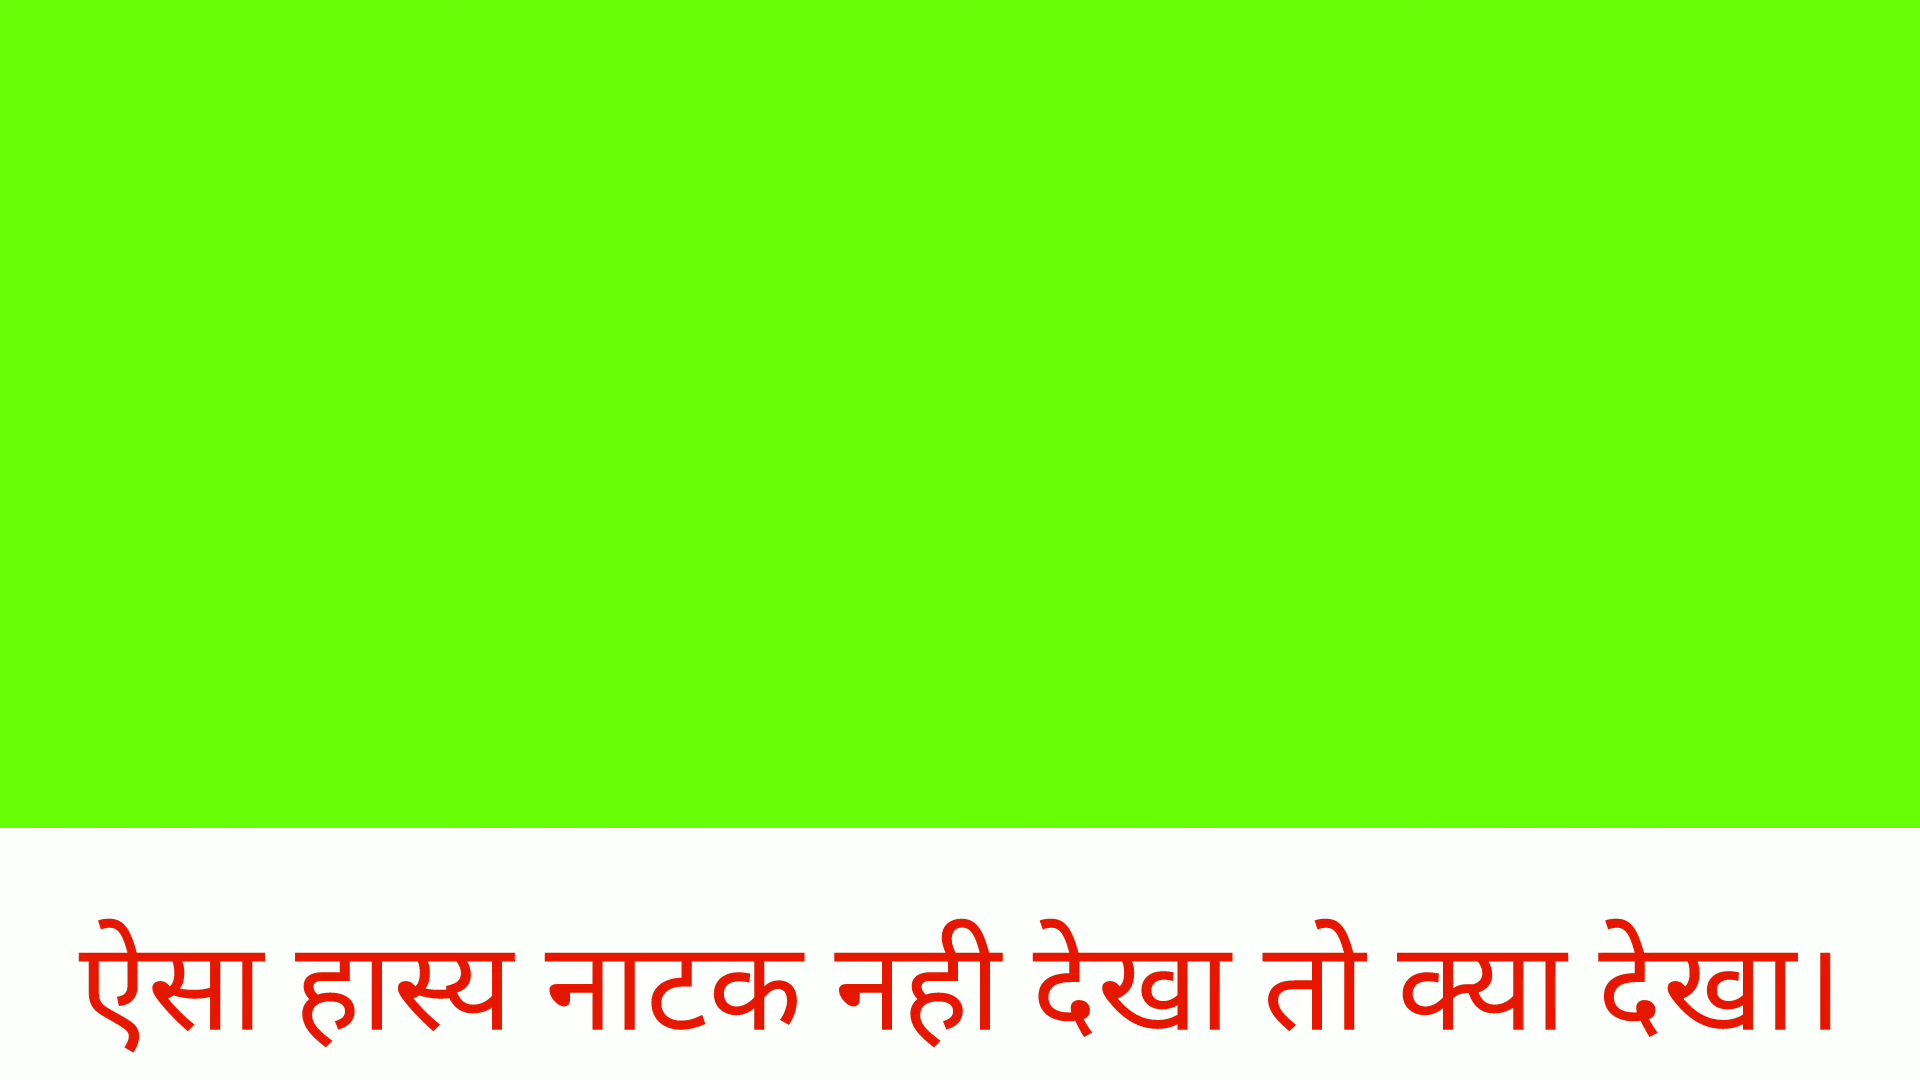 ऐसा हास्य नाटक नही देखा तो क्या देखा।